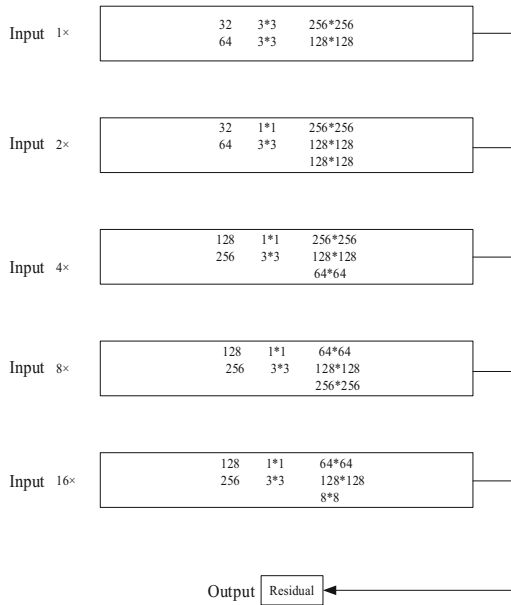 32 3*3 256*256
Input 1×
64 3*3 128*128
32 1*1 256*256
Input 2× 64 3*3 128*128
128*128
128 1*1 256*256
256 3*3 128*128
Input 4× 64*64
128 1*1 64*64
Input 8× 256 3*3 128*128
256*256
128 1*1 64*64
Input 16× 256 3*3 128*128
8*8
Output Residual